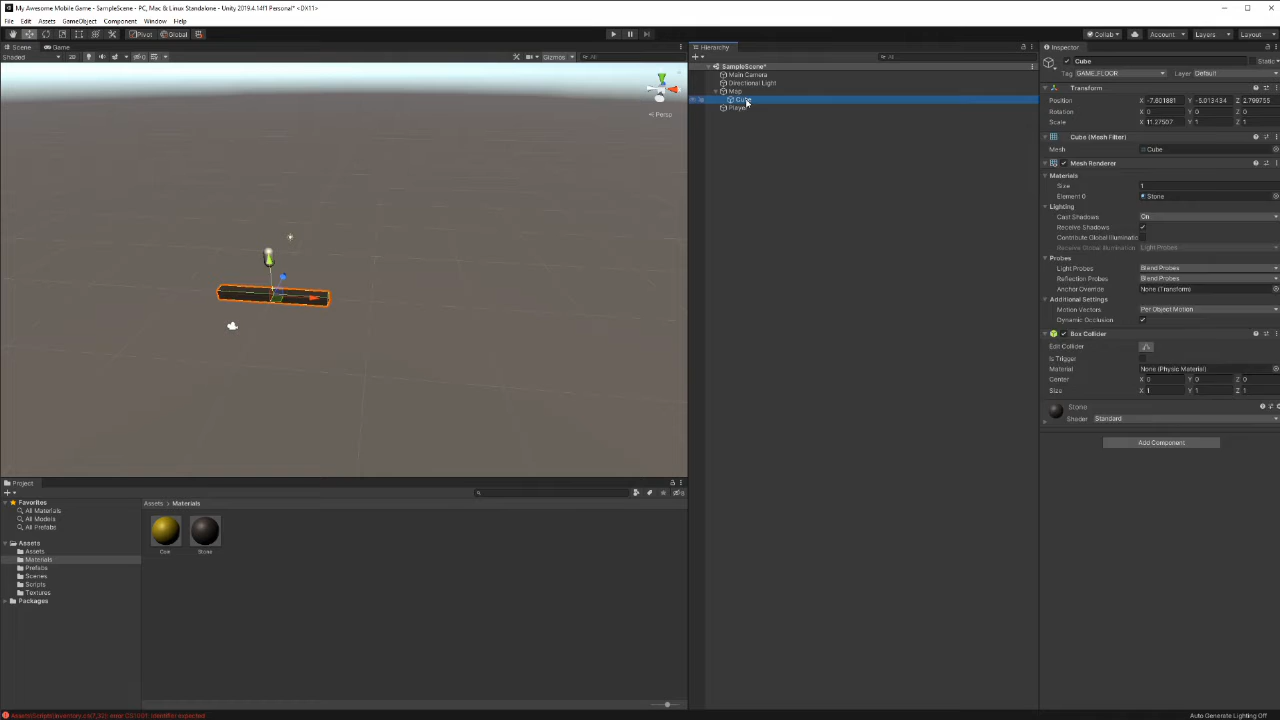 My Awesome Mobile Game - SampleScene - PC, Mac & Linux Standalone - Unity 2019.4.14f1 Personal* <DX11>
File Edit Assets GameObject Component Window Help
Pivot Global Collab Account Layers Layout
Scene Game
Shaded 2D Gizmos All
Persp
Hierarchy
All
SampleScene*
Main Camera
Directional Light
Map
Cube
Player
Inspector
Cube Static
Tag GAME_FLOOR Layer Default
Transform
Position X -7.601881 Y -5.013434 Z 2.799755
Rotation X 0 Y 0 Z 0
Scale X 11.27507 Y 1 Z 1
Cube (Mesh Filter)
Mesh Cube
Mesh Renderer
Materials
Size 1
Element 0 Stone
Lighting
Cast Shadows On
Receive Shadows
Contribute Global Illuminatio
Receive Global Illumination Light Probes
Probes
Light Probes Blend Probes
Reflection Probes Blend Probes
Anchor Override None (Transform)
Additional Settings
Motion Vectors Per Object Motion
Dynamic Occlusion
Box Collider
Edit Collider
Is Trigger
Material None (Physic Material)
Center X 0 Y 0 Z 0
Size X 1 Y 1 Z 1
Stone
Shader Standard
Add Component
Project
Favorites
All Materials
All Models
All Prefabs
Assets
Assets
Materials
Prefabs
Scenes
Scripts
Textures
Packages
Assets > Materials
Stone
Auto Generate Lighting Off